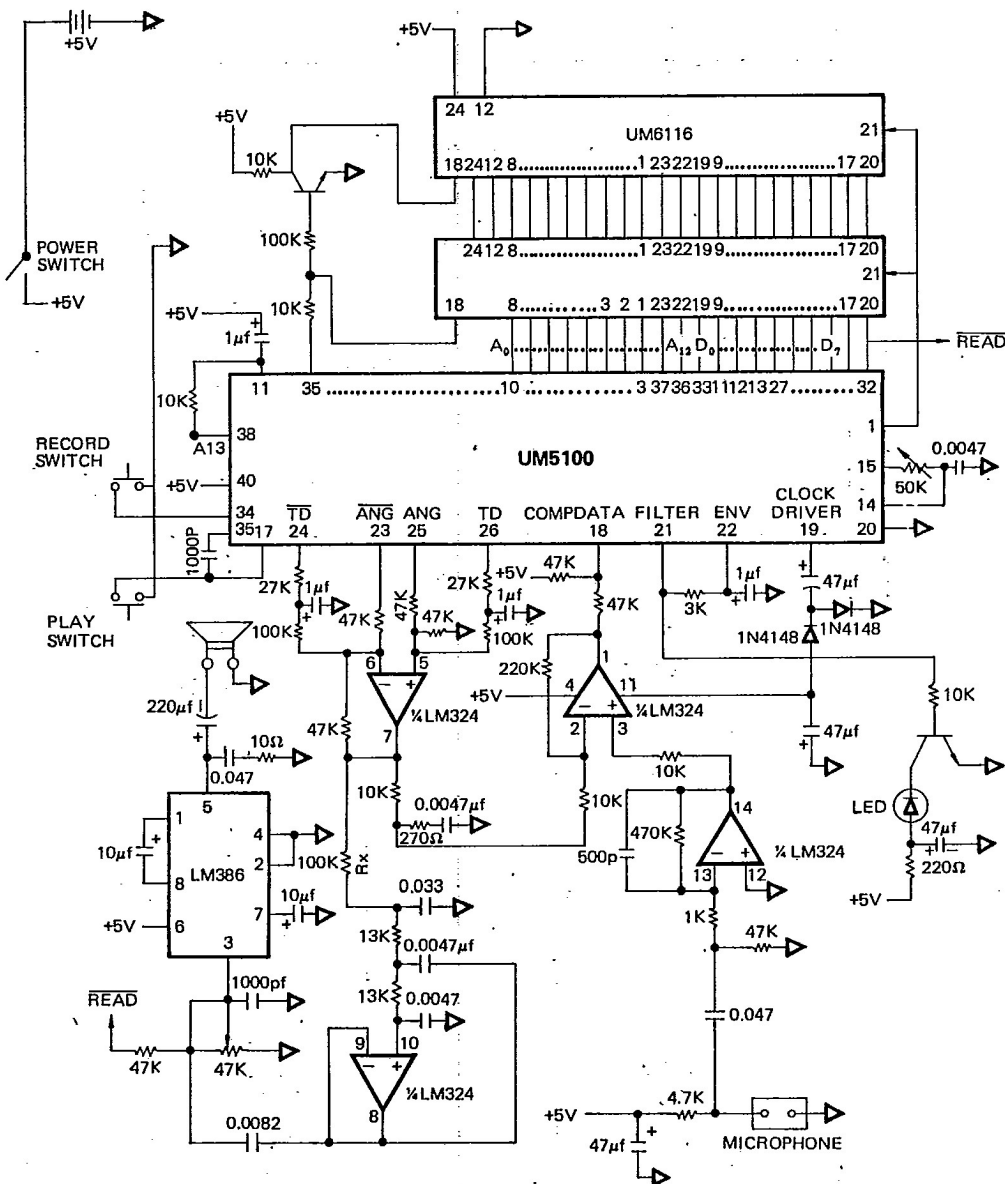 +5V
+5V
24 12
UM6116
21
18 24 12 8 1 23 22 19 9 17 20
+5V
10K
100K
10K
POWER
SWITCH
+5V
24 12 8 1 23 22 19 9 17 20
21
18 8 3 2 1 23 22 19 9 17 20
+5V
1µf
A0 A12 D0 D7
READ
11 35 10 3 37 36 33 11 21 13 27 32
10K
A13 38
1
RECORD
SWITCH
UM5100
15
50K
0.0047
+5V 40
34
14
35 17
TD 24
ANG 23
ANG 25
TD 26
COMPDATA 18
FILTER 21
ENV 22
CLOCK
DRIVER
19
20
1000P
PLAY
SWITCH
27K
1µf
100K
47K
47K
47K
27K
1µf
100K
+5V
47K
47K
3K
1µf
47µf
1N4148
1N4148
6 5
¼ LM324
7
220K
1
+5V 4 11
¼ LM324
2 3
10K
47µf
220µf
47K
0.047
10Ω
10K
270Ω
0.0047µf
10K
10K
LED
47µf
220Ω
+5V
5
1
4
10µf
LM386
2
8
7
10µf
+5V 6
3
100K
Rx
500p
470K
14
¼ LM324
13 12
1K
47K
0.033
13K
0.0047µf
13K
0.0047
0.047
1000pf
READ
47K
47K
9 10
¼ LM324
8
0.0082
+5V
4.7K
47µf
MICROPHONE